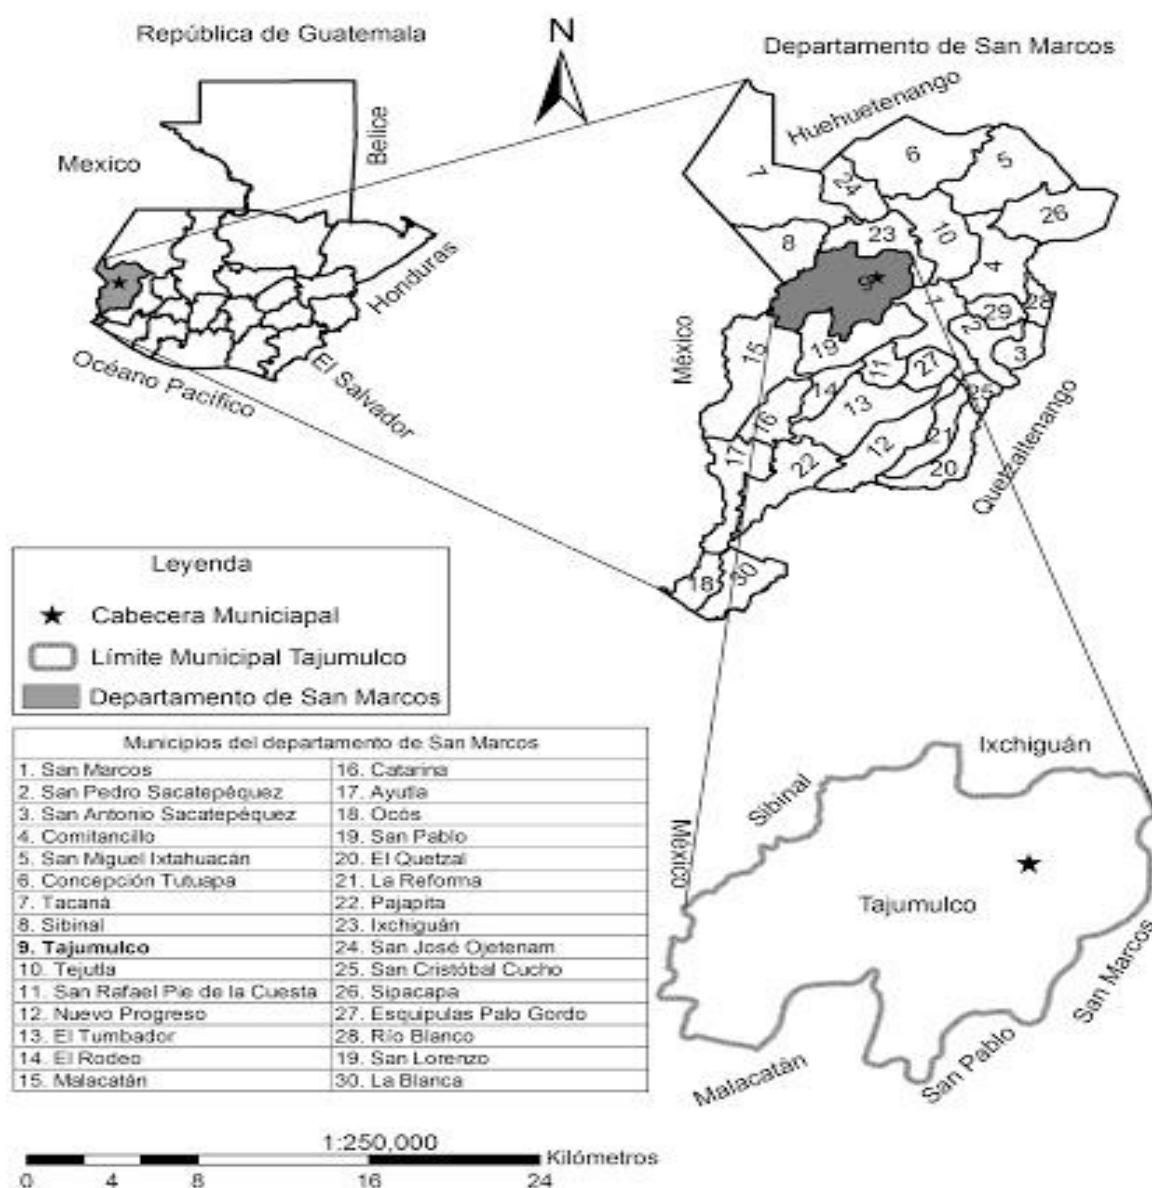 República de Guatemala
N
Departamento de San Marcos
Huehuetenango
Mexico
Belice
Honduras
El Salvador
Océano Pacífico
México
Quetzaltenango
6
5
7
24
26
23
10
8
4
9
1
28
29
2
15
19
3
11
27
14
25
13
16
12
21
17
22
20
18
30
Leyenda
Cabecera Municiapal
Límite Municipal Tajumulco
Departamento de San Marcos
Municipios del departamento de San Marcos
1. San Marcos 16. Catarina
2. San Pedro Sacatepéquez 17. Ayutla
3. San Antonio Sacatepéquez 18. Ocós
4. Comitancillo 19. San Pablo
5. San Miguel Ixtahuacán 20. El Quetzal
6. Concepción Tutuapa 21. La Reforma
7. Tacaná 22. Pajapita
8. Sibinal 23. Ixchiguán
9. Tajumulco 24. San José Ojetenam
10. Tejutla 25. San Cristóbal Cucho
11. San Rafael Pie de la Cuesta 26. Sipacapa
12. Nuevo Progreso 27. Esquipulas Palo Gordo
13. El Tumbador 28. Río Blanco
14. El Rodeo 19. San Lorenzo
15. Malacatán 30. La Blanca
Ixchiguán
Sibinal
México
Tajumulco
San Marcos
San Pablo
Malacatán
1:250,000
Kilómetros
0 4 8 16 24